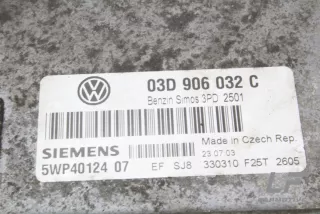 03D 906 032 C
Benzin Simos 3PD 2501
Made in Czech Rep.
SIEMENS 23.07.03
5WP40124 07 EF SJ8 330310 F25T 2605